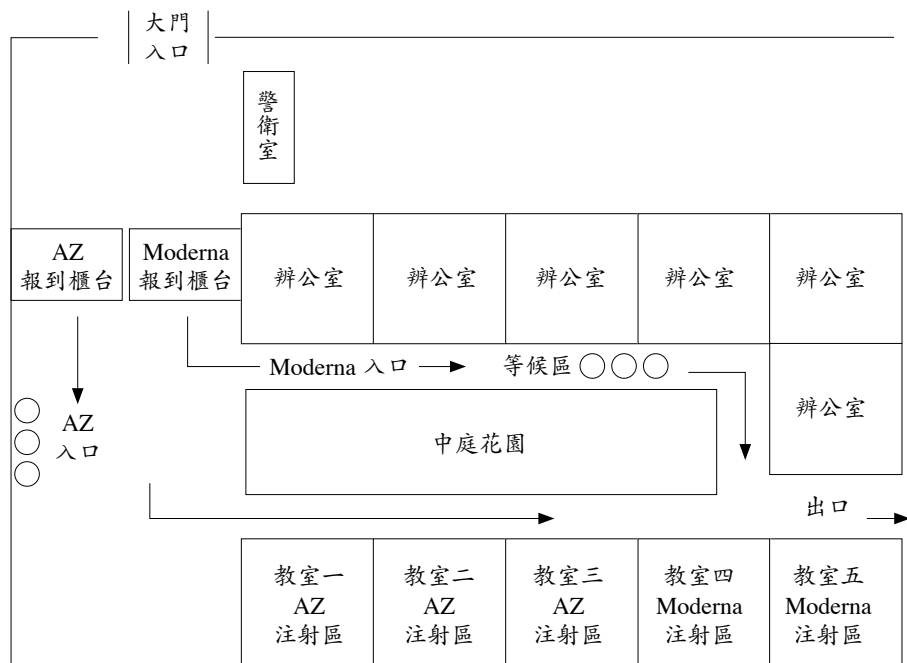 大門
入口
警
衛
室
AZ
報到櫃台
Moderna
報到櫃台
辦公室
辦公室
辦公室
辦公室
辦公室
Moderna 入口
等候區
辦公室
AZ
入口
中庭花園
出口
教室一
AZ
注射區
教室二
AZ
注射區
教室三
AZ
注射區
教室四
Moderna
注射區
教室五
Moderna
注射區